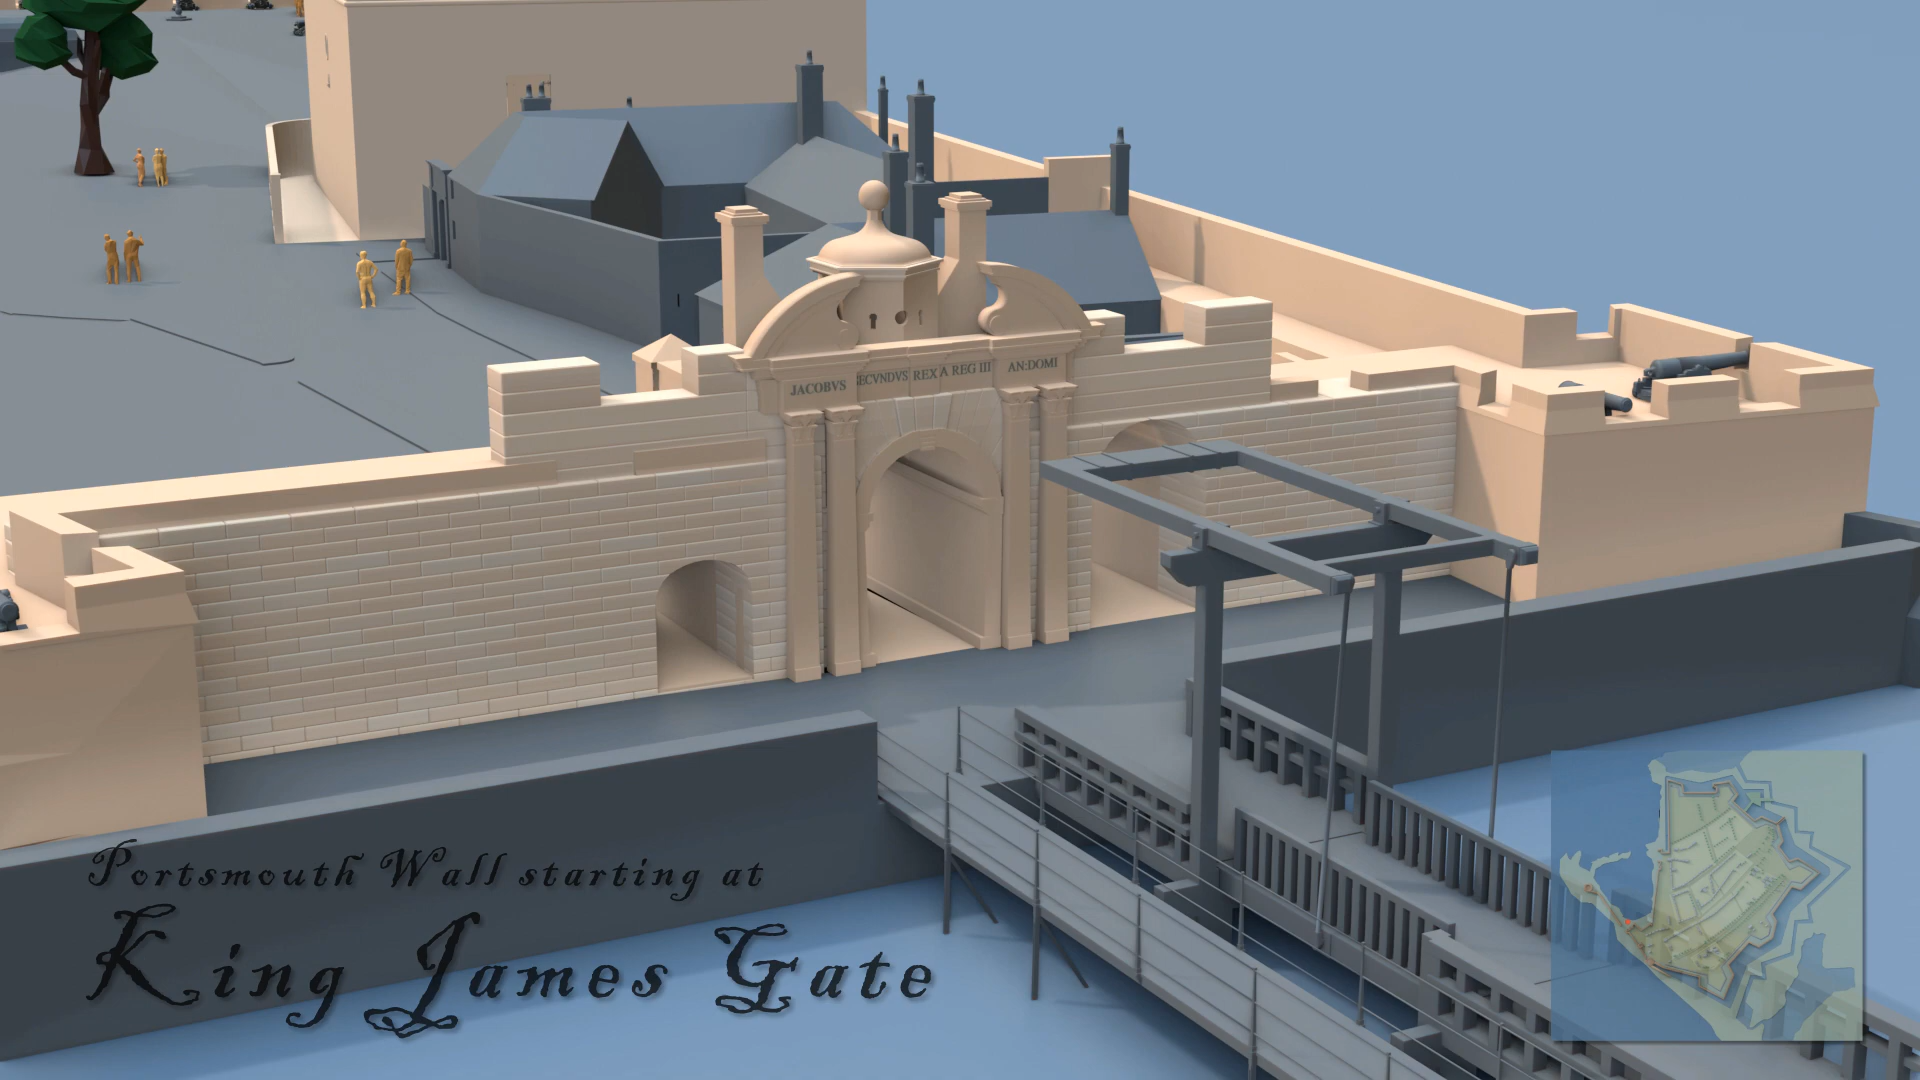 JACOBVS SECVNDVS REX A REG III AN:DOMI
Portsmouth Wall starting at
King James Gate